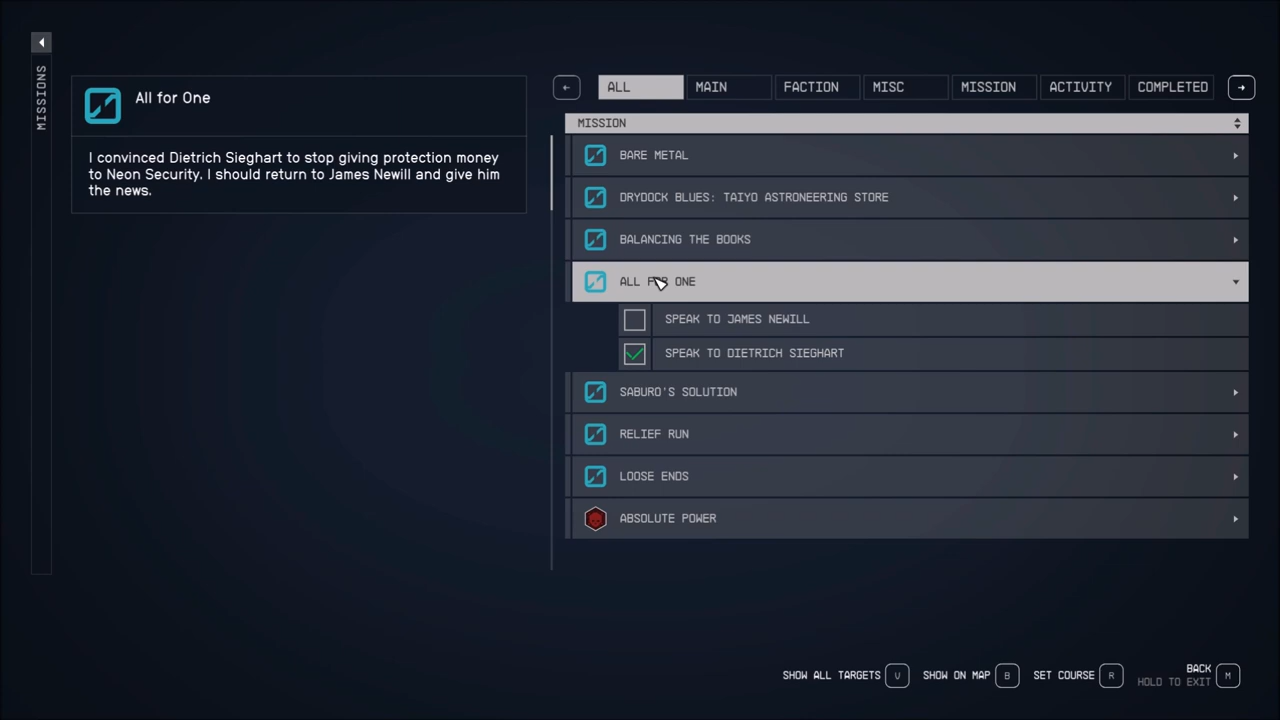 MISSIONS
All for One
I convinced Dietrich Sieghart to stop giving protection money
to Neon Security. I should return to James Newill and give him
the news.
ALL
MAIN
FACTION
MISC
MISSION
ACTIVITY
COMPLETED
MISSION
BARE METAL
DRYDOCK BLUES: TAIYO ASTRONEERING STORE
BALANCING THE BOOKS
ALL FOR ONE
SPEAK TO JAMES NEWILL
SPEAK TO DIETRICH SIEGHART
SABURO'S SOLUTION
RELIEF RUN
LOOSE ENDS
ABSOLUTE POWER
SHOW ALL TARGETS V
SHOW ON MAP B
SET COURSE R
BACK
HOLD TO EXIT M